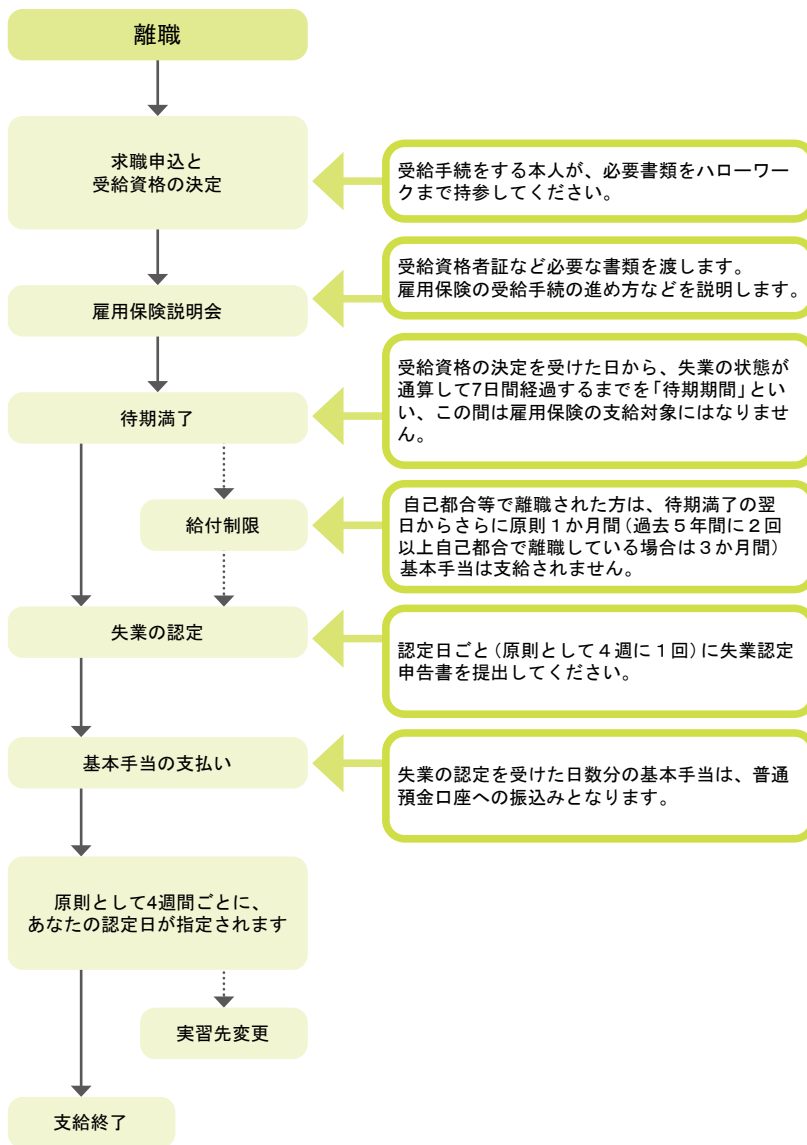 離職
求職申込と
受給資格の決定
受給手続をする本人が、必要書類をハローワー
クまで持参してください。
雇用保険説明会
受給資格者証など必要な書類を渡します。
雇用保険の受給手続の進め方などを説明します。
待期満了
受給資格の決定を受けた日から、失業の状態が
通算して7日間経過するまでを「待期期間」とい
い、この間は雇用保険の支給対象にはなりませ
ん。
給付制限
自己都合等で離職された方は、待期満了の翌
日からさらに原則1か月間(過去5年間に2回
以上自己都合で離職している場合は3か月間)
基本手当は支給されません。
失業の認定
認定日ごと(原則として4週に1回)に失業認定
申告書を提出してください。
基本手当の支払い
失業の認定を受けた日数分の基本手当は、普通
預金口座への振込みとなります。
原則として4週間ごとに、
あなたの認定日が指定されます
実習先変更
支給終了